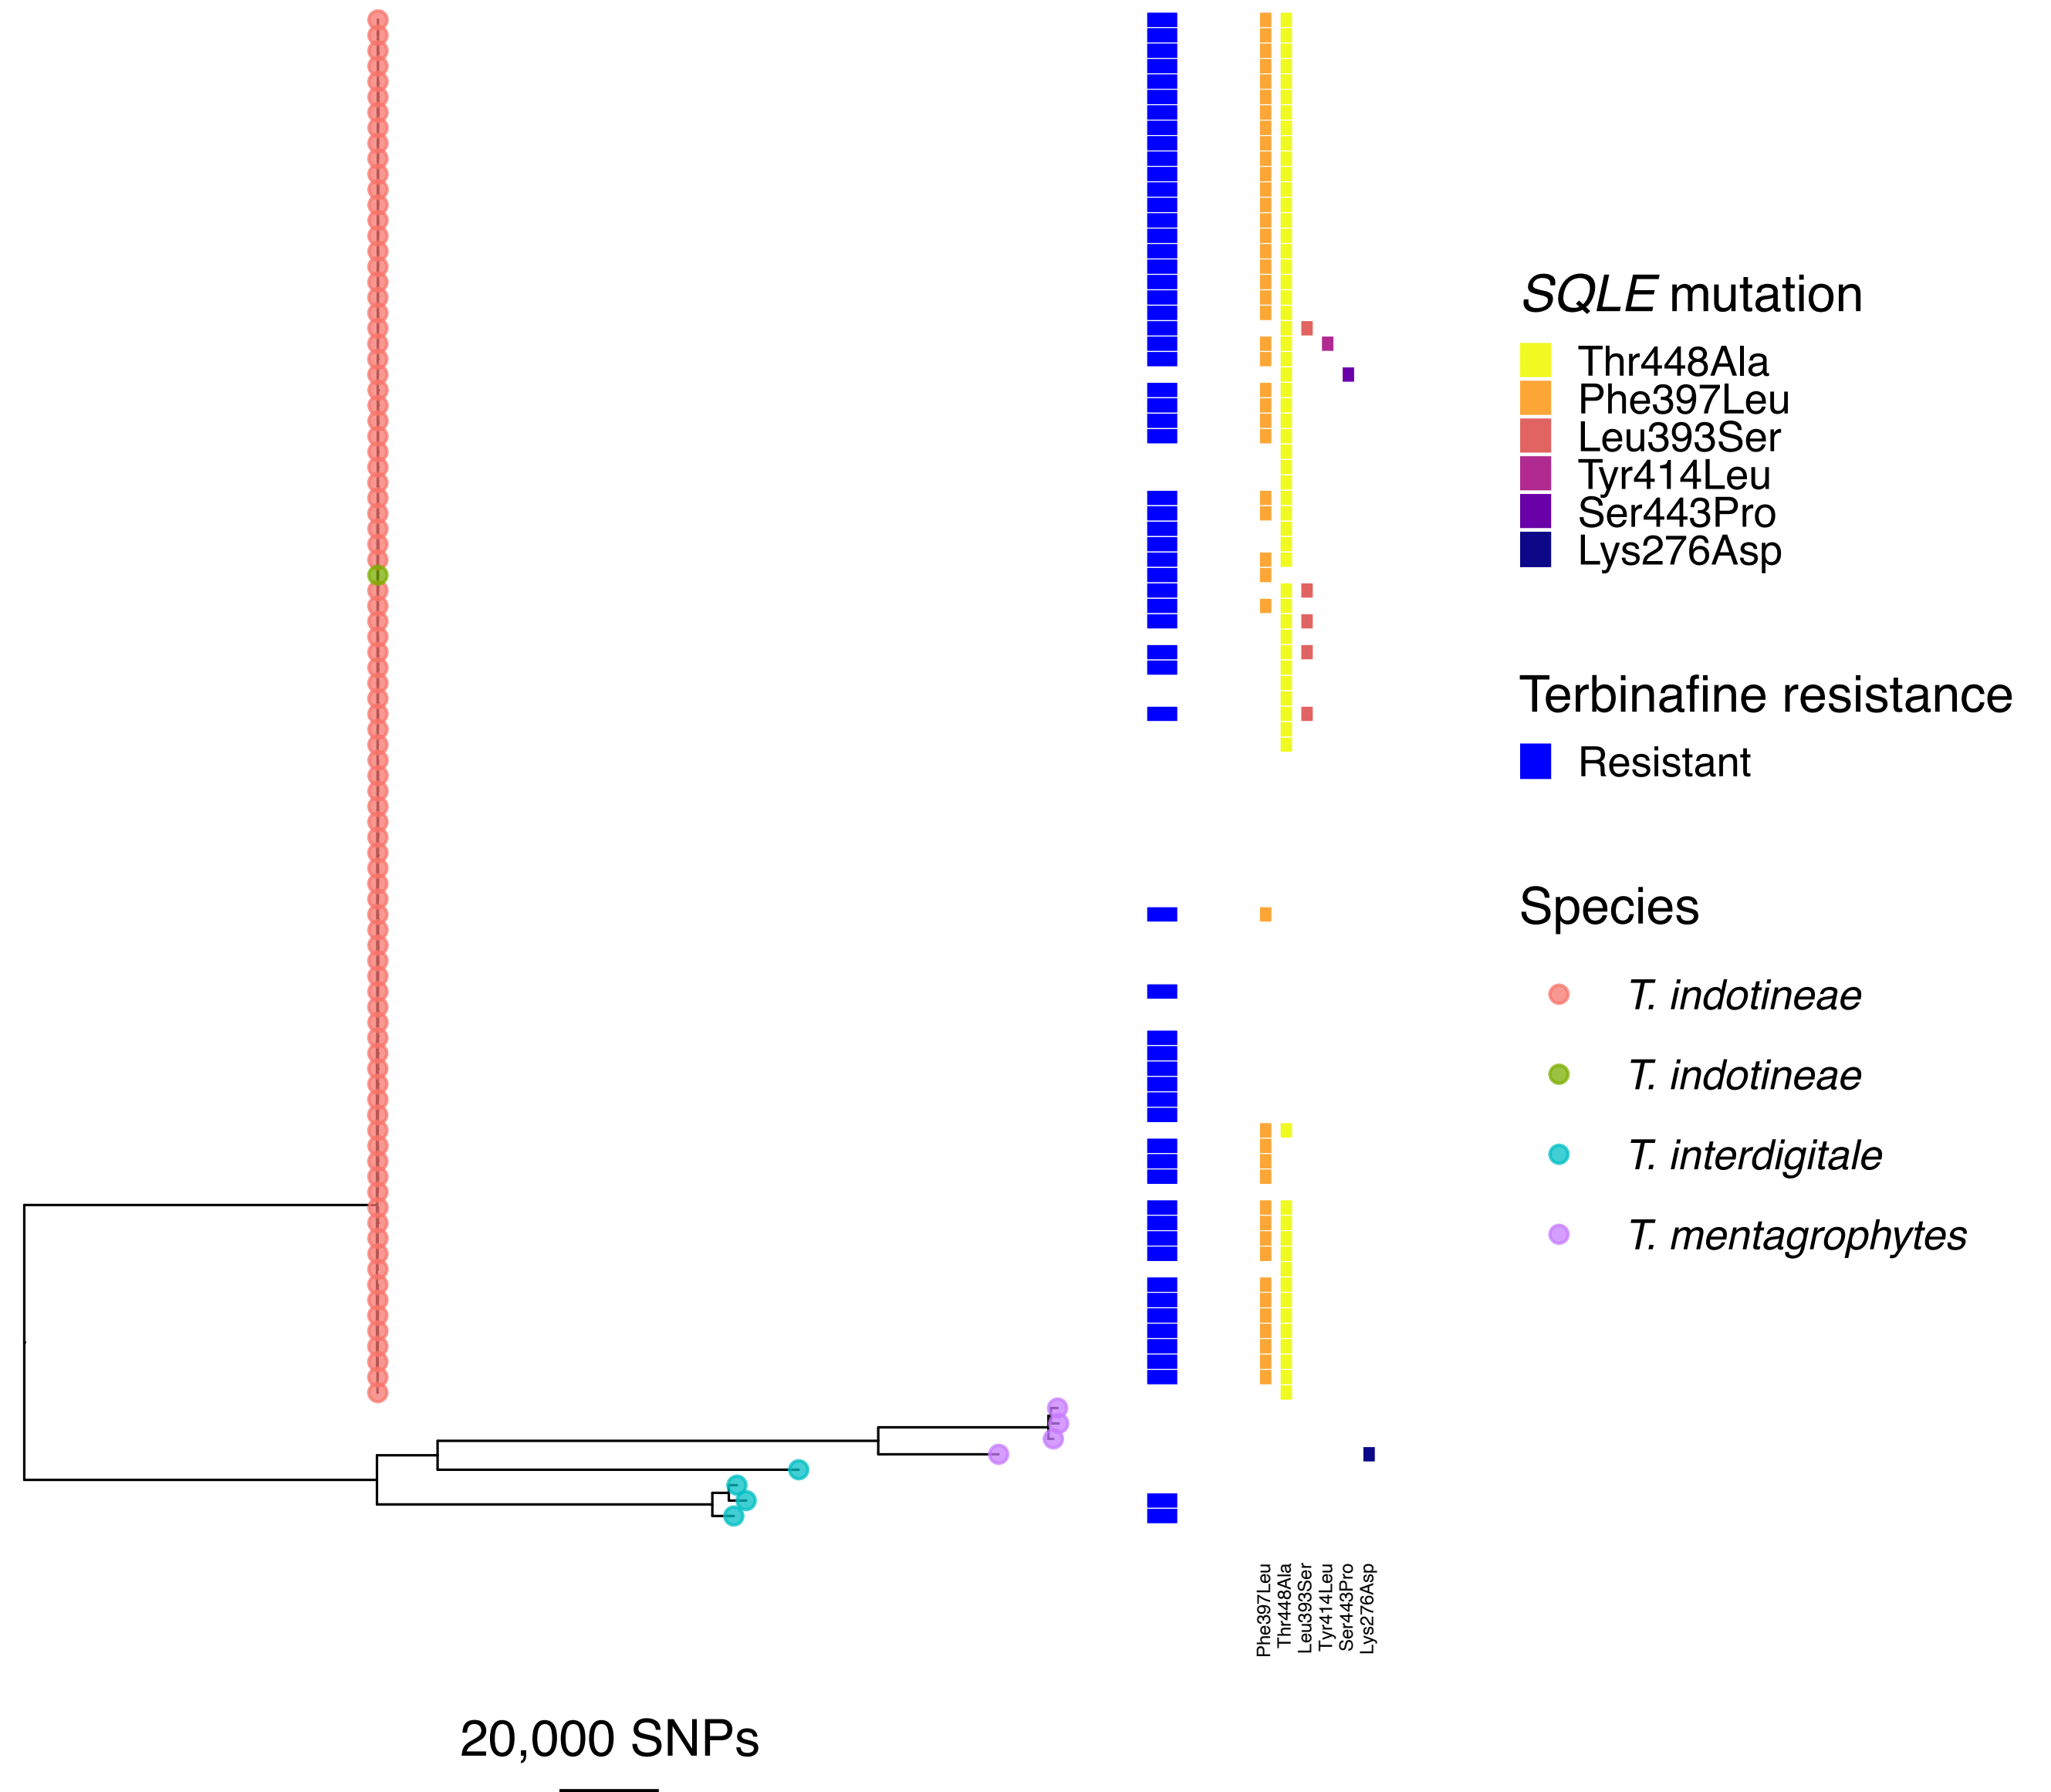 SQLE mutation
Thr448Ala
Phe397Leu
Leu393Ser
Tyr414Leu
Ser443Pro
Lys276Asp
Terbinafine resistance
Resistant
Species
T. indotineae
T. indotineae
T. interdigitale
T. mentagrophytes
Phe397Leu
Thr448Ala
Leu393Ser
Tyr414Leu
Ser443Pro
Lys276Asp
20,000 SNPs